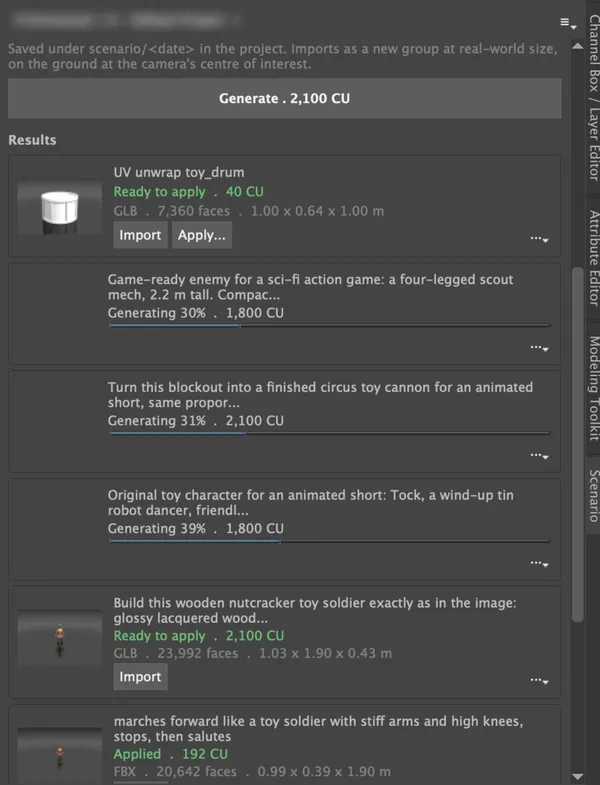 Saved under scenario/<date> in the project. Imports as a new group at real-world size,
on the ground at the camera's centre of interest.
Generate . 2,100 CU
Results
UV unwrap toy_drum
Ready to apply . 40 CU
GLB . 7,360 faces . 1.00 x 0.64 x 1.00 m
Import Apply...
Game-ready enemy for a sci-fi action game: a four-legged scout
mech, 2.2 m tall. Compac...
Generating 30% . 1,800 CU
Turn this blockout into a finished circus toy cannon for an animated
short, same propor...
Generating 31% . 2,100 CU
Original toy character for an animated short: Tock, a wind-up tin
robot dancer, friendl...
Generating 39% . 1,800 CU
Build this wooden nutcracker toy soldier exactly as in the image:
glossy lacquered wood...
Ready to apply . 2,100 CU
GLB . 23,992 faces . 1.03 x 1.90 x 0.43 m
Import
marches forward like a toy soldier with stiff arms and high knees,
stops, then salutes
Applied . 192 CU
FBX . 20,642 faces . 0.99 x 0.39 x 1.90 m
Channel Box / Layer Editor
Attribute Editor
Modeling Toolkit
Scenario